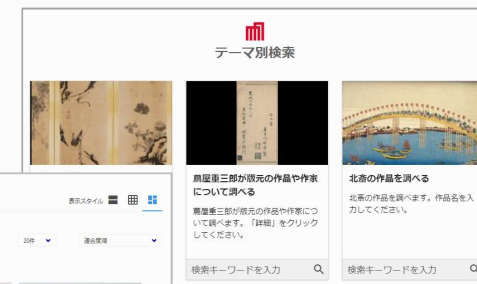 テーマ別検索
蔦屋重三郎が版元の作品や作家
について調べる
蔦屋重三郎が版元の作品や作家につ
いて調べます。「詳細」をクリック
してください。
検索キーワードを入力
北斎の作品を調べる
北斎の作品を調べます。作品名を入
力してください。
検索キーワードを入力
表示スタイル
20件
適合度順